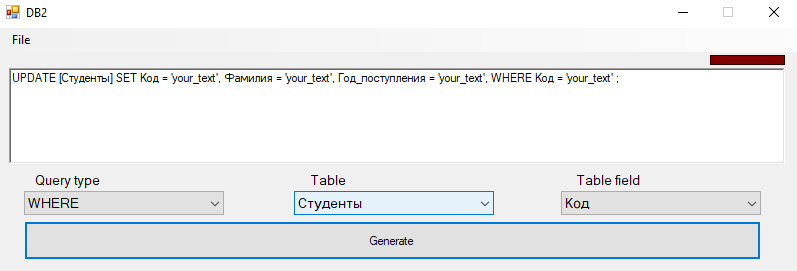 DB2
File
UPDATE [Студенты] SET Код = 'your_text', Фамилия = 'your_text', Год_поступления = 'your_text', WHERE Код = 'your_text' ;
Query type
Table
Table field
WHERE
Студенты
Код
Generate